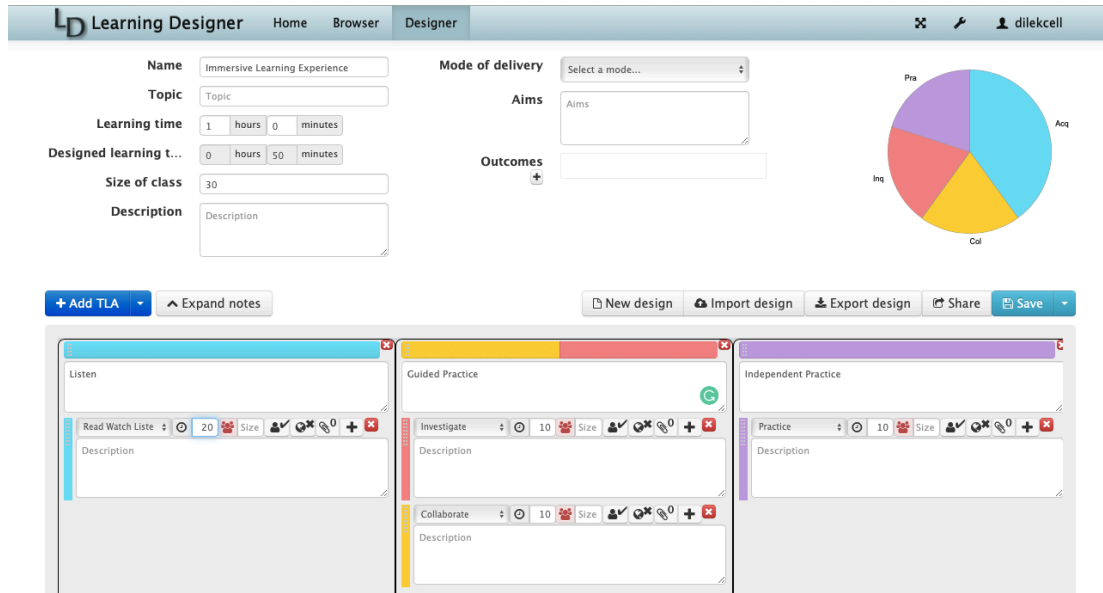 LD Learning Designer Home Browser Designer dilekcell
Name Immersive Learning Experience
Topic Topic
Learning time 1 hours 0 minutes
Designed learning t... 0 hours 50 minutes
Size of class 30
Description Description
Mode of delivery Select a mode...
Aims Aims
Outcomes
+
Pra
Acq
Inq
Col
+ Add TLA Expand notes New design Import design Export design Share Save
Listen
Read Watch Liste 20 Size 0 +
Description
Guided Practice
Investigate 10 Size 0 +
Description
Collaborate 10 Size 0 +
Description
Independent Practice
Practice 10 Size 0 +
Description